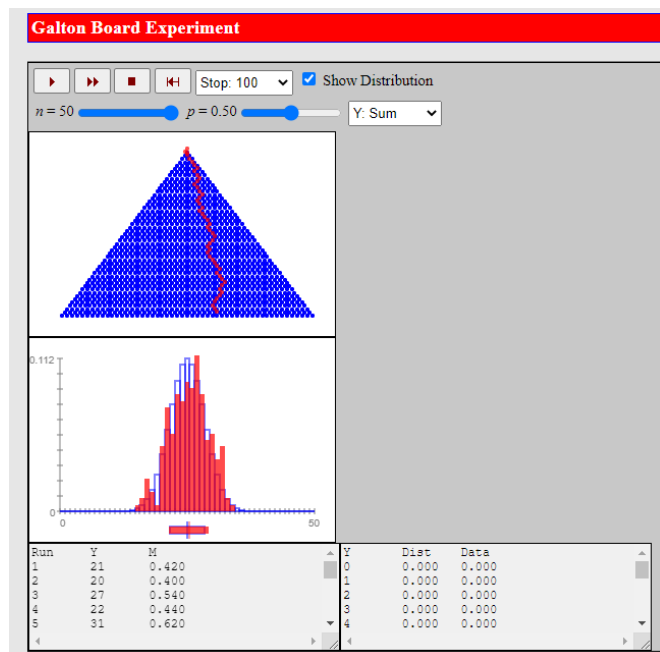 Galton Board Experiment
Stop: 100 Show Distribution
n = 50 p = 0.50 Y: Sum
0.112
0
0 50
Run Y M
1 21 0.420
2 20 0.400
3 27 0.540
4 22 0.440
5 31 0.620
Y Dist Data
0 0.000 0.000
1 0.000 0.000
2 0.000 0.000
3 0.000 0.000
4 0.000 0.000